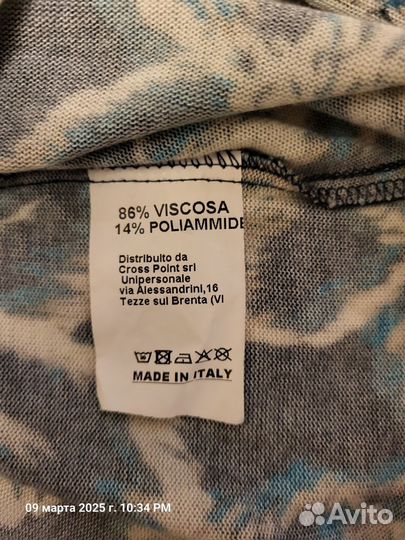 86% VISCOSA
14% POLIAMMIDE
Distribuito da
Cross Point srl
Unipersonale
via Alessandrini,16
Tezze sul Brenta (VI
MADE IN ITALY
09 марта 2025 г. 10:34 PM
Avito